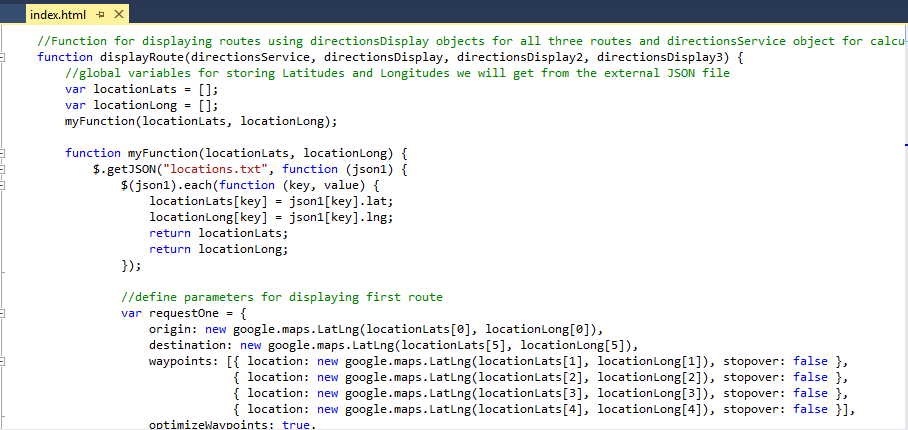 index.html
//Function for displaying routes using directionsDisplay objects for all three routes and directionsService object for calcu
function displayRoute(directionsService, directionsDisplay, directionsDisplay2, directionsDisplay3) {
//global variables for storing Latitudes and Longitudes we will get from the external JSON file
var locationLats = [];
var locationLong = [];
myFunction(locationLats, locationLong);
function myFunction(locationLats, locationLong) {
$.getJSON("locations.txt", function (json1) {
$(json1).each(function (key, value) {
locationLats[key] = json1[key].lat;
locationLong[key] = json1[key].lng;
return locationLats;
return locationLong;
});
//define parameters for displaying first route
var requestOne = {
origin: new google.maps.LatLng(locationLats[0], locationLong[0]),
destination: new google.maps.LatLng(locationLats[5], locationLong[5]),
waypoints: [{ location: new google.maps.LatLng(locationLats[1], locationLong[1]), stopover: false },
{ location: new google.maps.LatLng(locationLats[2], locationLong[2]), stopover: false },
{ location: new google.maps.LatLng(locationLats[3], locationLong[3]), stopover: false },
{ location: new google.maps.LatLng(locationLats[4], locationLong[4]), stopover: false }],
optimizeWaypoints: true,